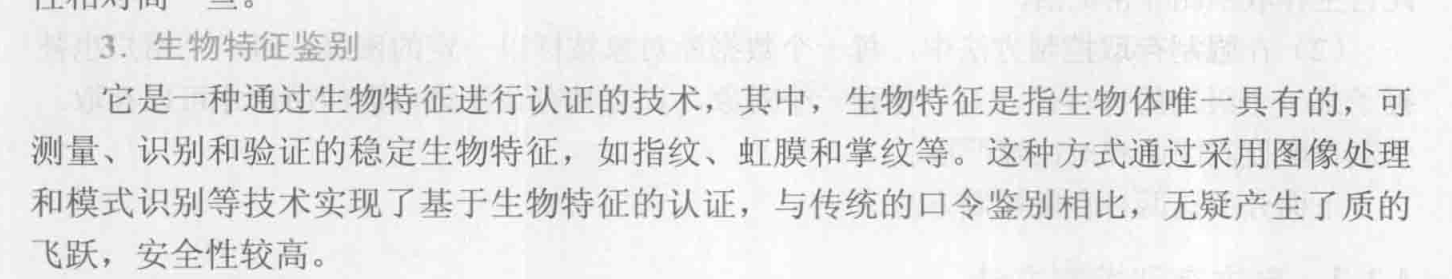 3. 生物特征鉴别
它是一种通过生物特征进行认证的技术，其中，生物特征是指生物体唯一具有的，可
测量、识别和验证的稳定生物特征，如指纹、虹膜和掌纹等。这种方式通过采用图像处理
和模式识别等技术实现了基于生物特征的认证，与传统的口令鉴别相比，无疑产生了质的
飞跃，安全性较高。